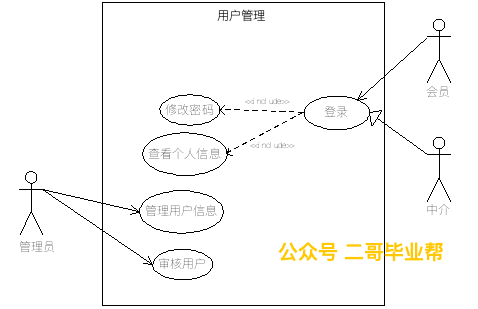 用户管理
<<include>>
修改密码
登录
会员
<<include>>
查看个人信息
管理员
管理用户信息
中介
公众号 二哥毕业帮
审核用户